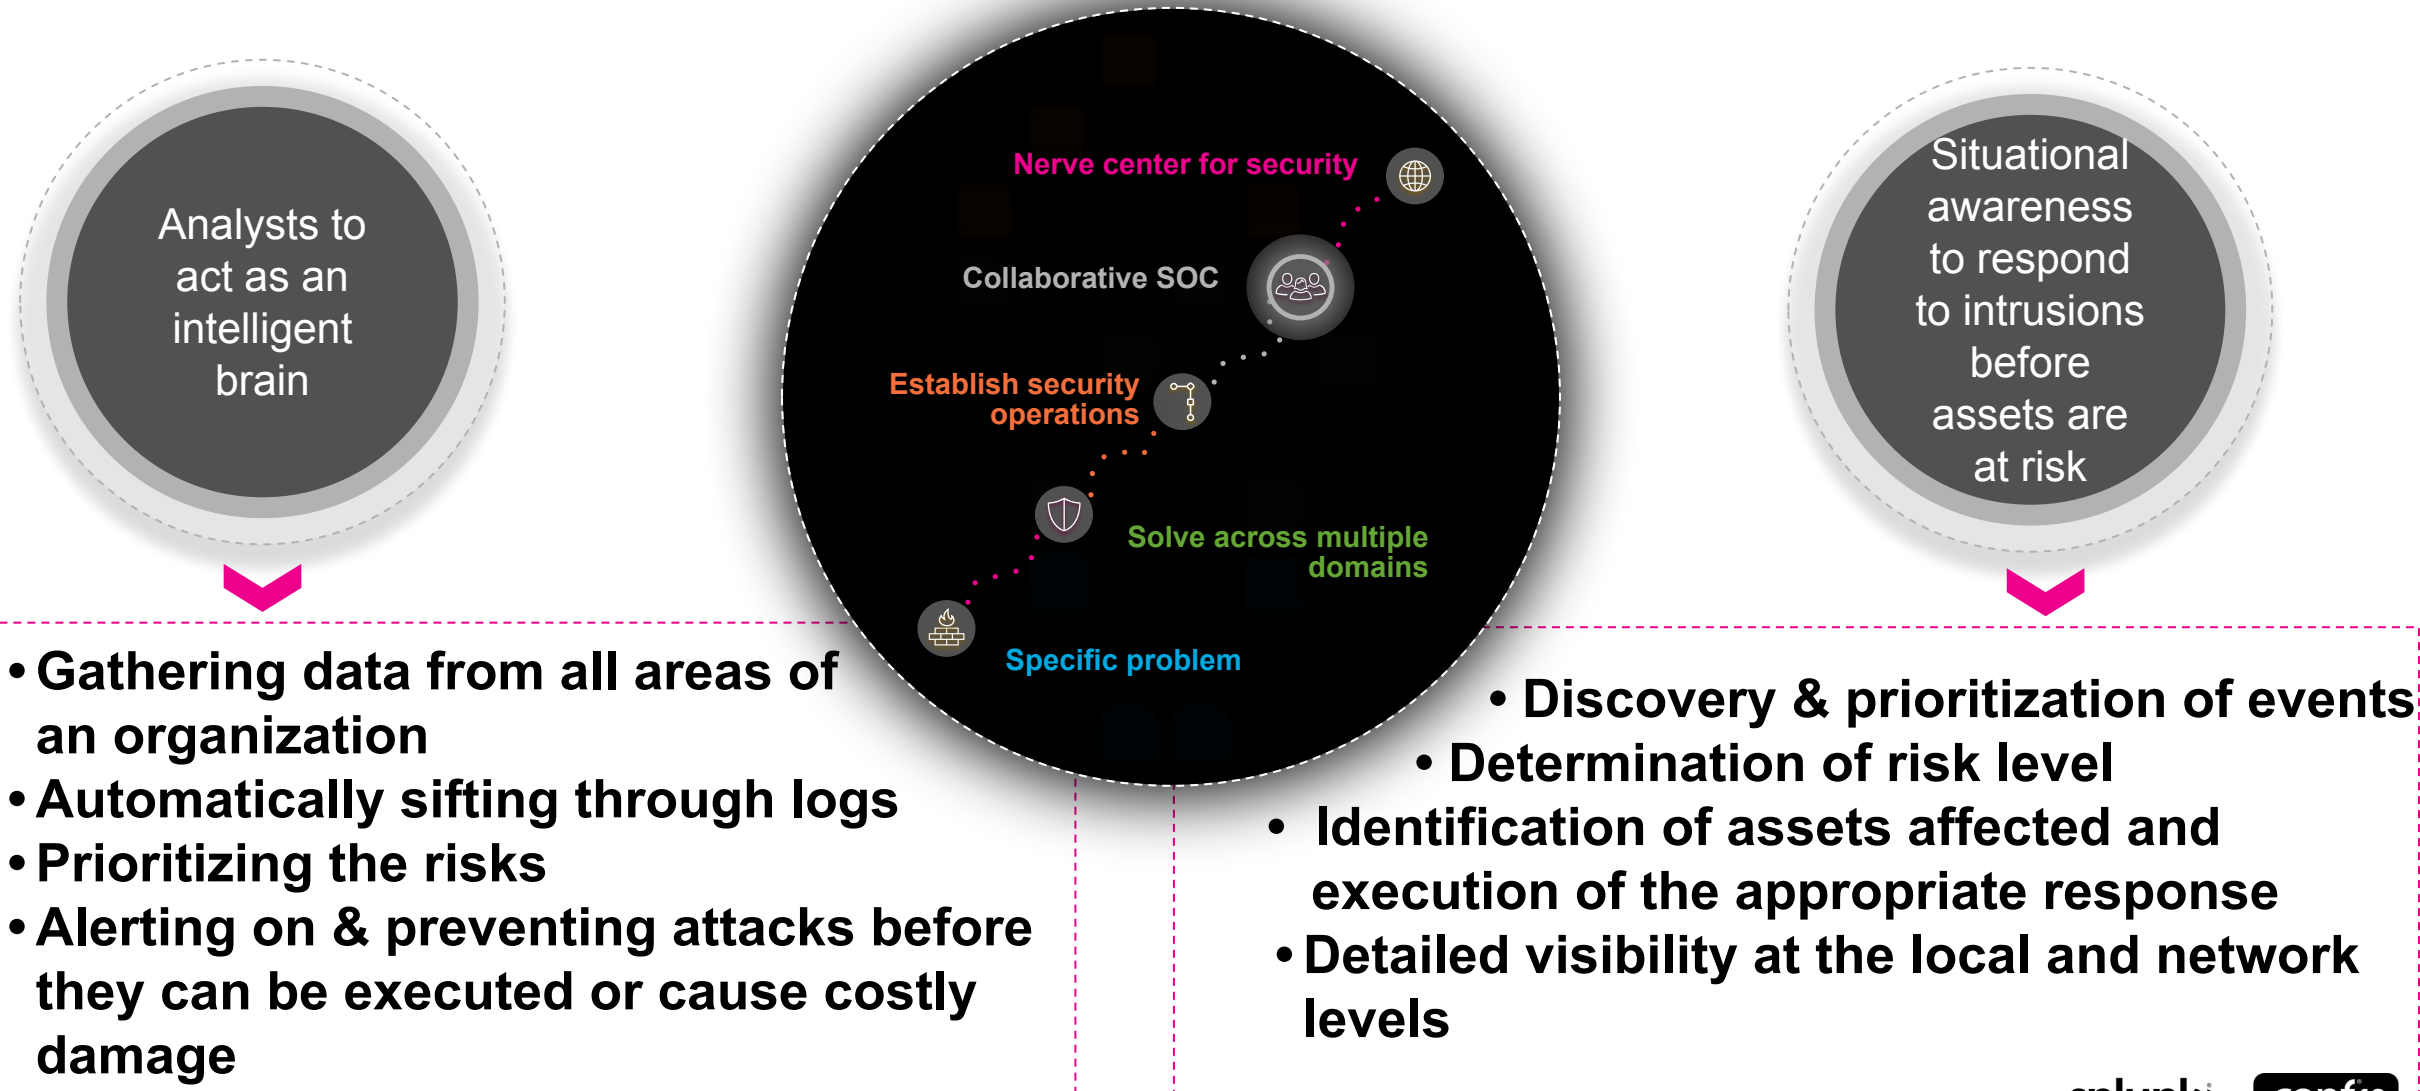 Analysts to
act as an
intelligent
brain
Nerve center for security
Collaborative SOC
Establish security
operations
Solve across multiple
domains
Specific problem
Situational
awareness
to respond
to intrusions
before
assets are
at risk
• Gathering data from all areas of
an organization
• Automatically sifting through logs
• Prioritizing the risks
• Alerting on & preventing attacks before
they can be executed or cause costly
damage
• Discovery & prioritization of events
• Determination of risk level
• Identification of assets affected and
execution of the appropriate response
• Detailed visibility at the local and network
levels